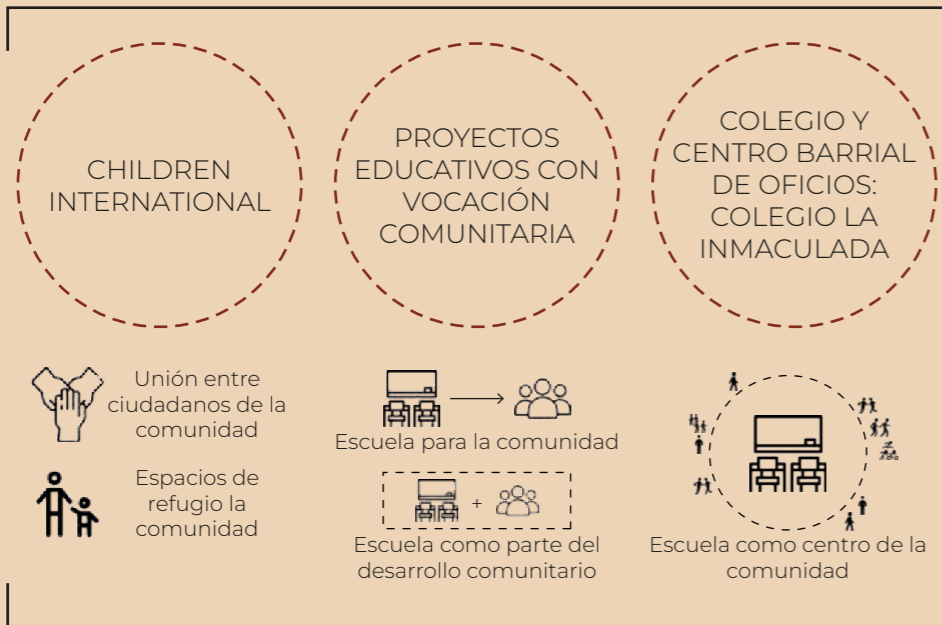 CHILDREN
INTERNATIONAL
PROYECTOS
EDUCATIVOS CON
VOCACIÓN
COMUNITARIA
COLEGIO Y
CENTRO BARRIAL
DE OFICIOS:
COLEGIO LA
INMACULADA
Unión entre
ciudadanos de la
comunidad
Espacios de
refugio la
comunidad
Escuela para la comunidad
+
Escuela como parte del
desarrollo comunitario
Escuela como centro de la
comunidad